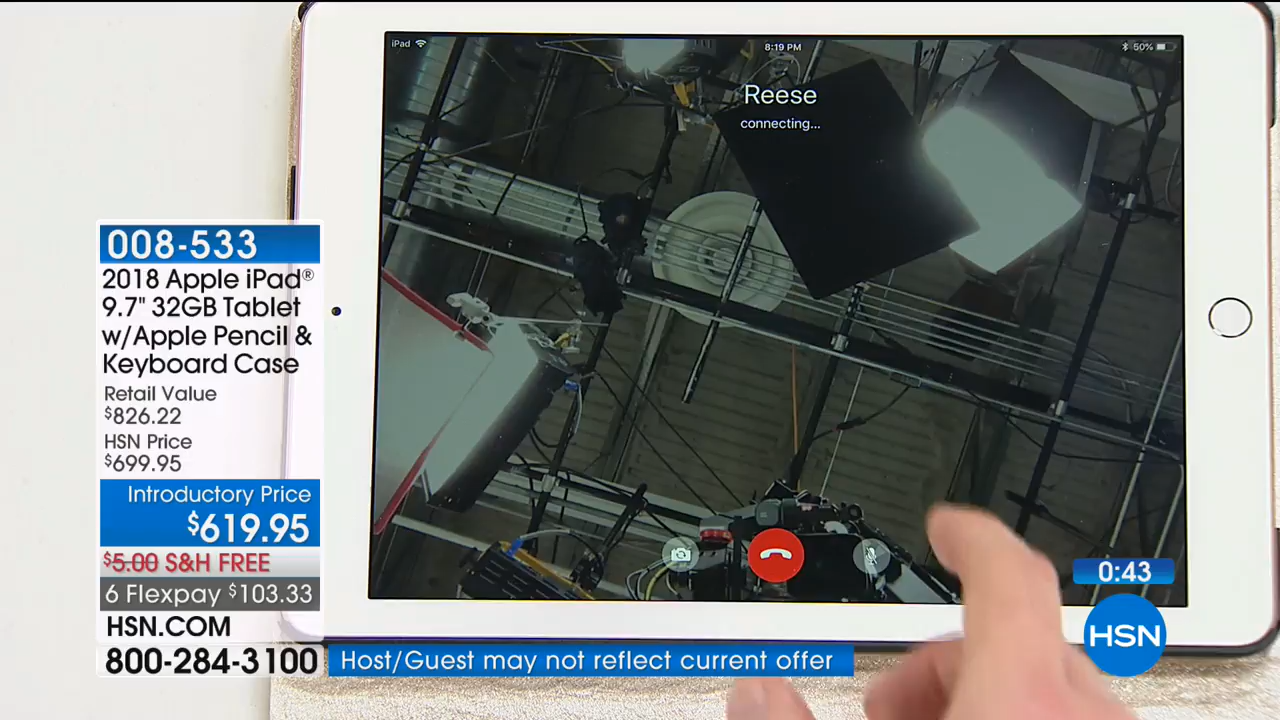 iPad
8:19 PM
50%
Reese
connecting...
008-533
2018 Apple iPad®
9.7" 32GB Tablet
w/Apple Pencil &
Keyboard Case
Retail Value
$826.22
HSN Price
$699.95
Introductory Price
$619.95
$5.00 S&H FREE
6 Flexpay $103.33
HSN.COM
800-284-3100
Host/Guest may not reflect current offer
0:43
HSN